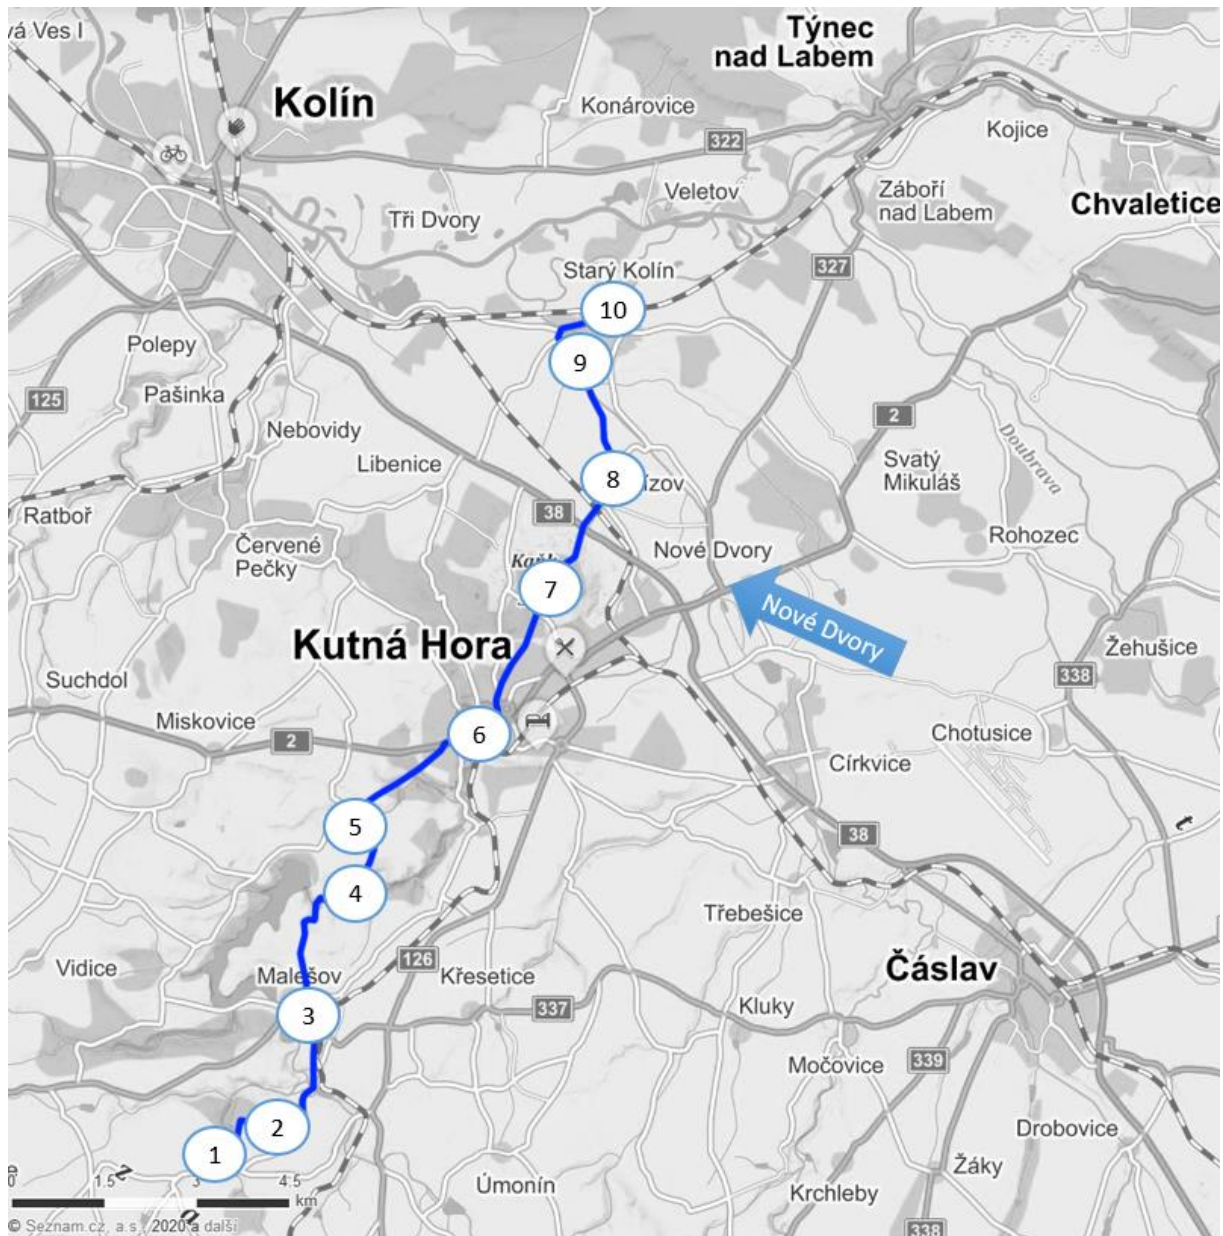 vá Ves I
Týnec
nad Labem
Kolín
Konárovice
Kojice
322
Veletov
Záboří
nad Labem
Chvaletice
Tři Dvory
Starý Kolín
327
10
Polepy
9
125
Pašinka
2
Nebovidy
Doubrava
Libenice
Svatý
Mikuláš
8
ízov
Ratboř
38
Rohozec
Červené
Pečky
Nové Dvory
7
Nové Dvory
Kutná Hora
Žehušice
Suchdol
338
Miskovice
6
2
Chotusice
Církvice
5
38
4
Třebešice
Vidice
Malešov
126
Křesetice
Čáslav
3
337
Kluky
Močovice
339
2
Drobovice
1
Žáky
Úmonín
Krchleby
0
1.5
3
4.5
km
© Seznam.cz, a.s., 2020 a další
338